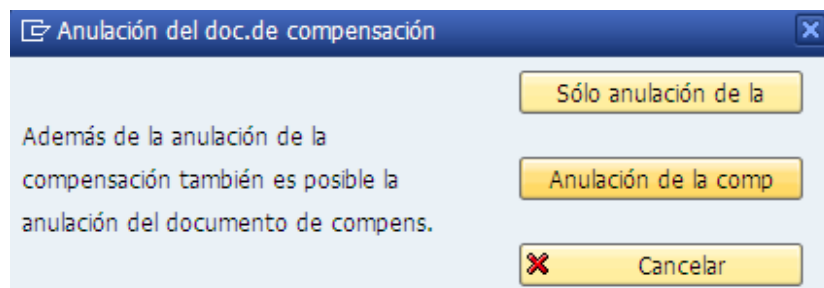 Anulación del doc.de compensación
Sólo anulación de la
Además de la anulación de la
compensación también es posible la
anulación del documento de compens.
Anulación de la comp
Cancelar